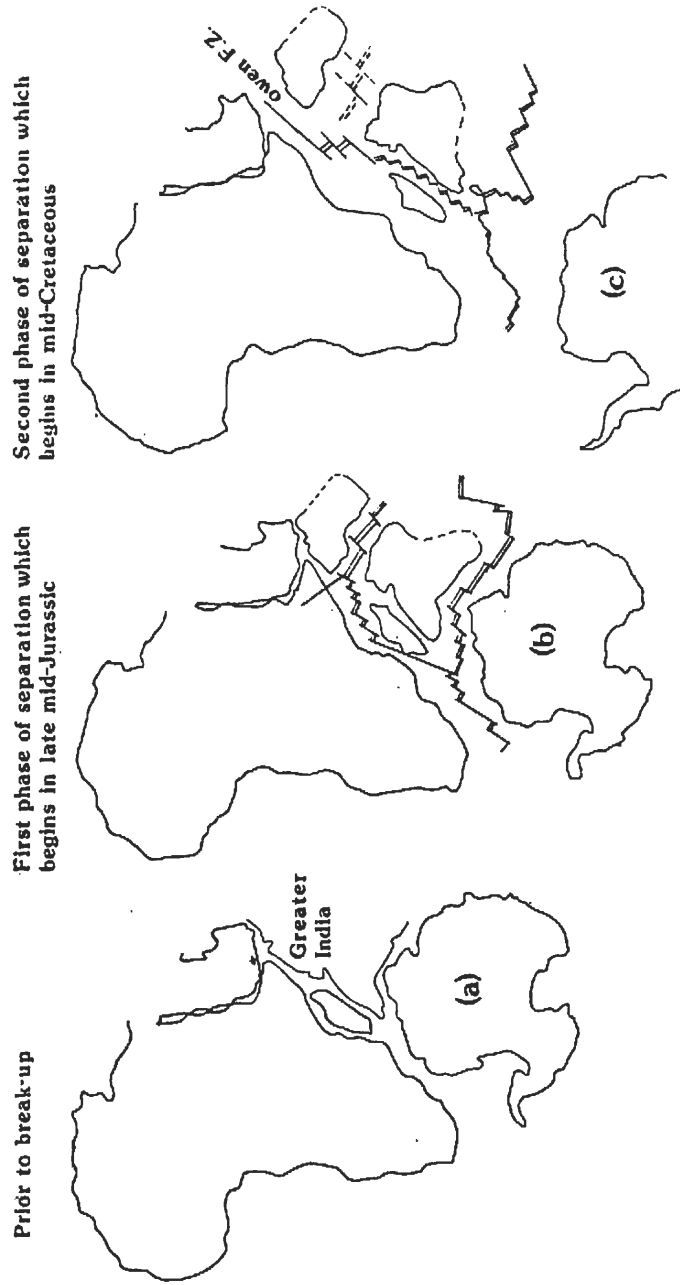 Prior to break-up
Greater
India
(a)
First phase of separation which
begins in late mid-Jurassic
(b)
Second phase of separation which
begins in mid-Cretaceous
owen F.Z.
(c)